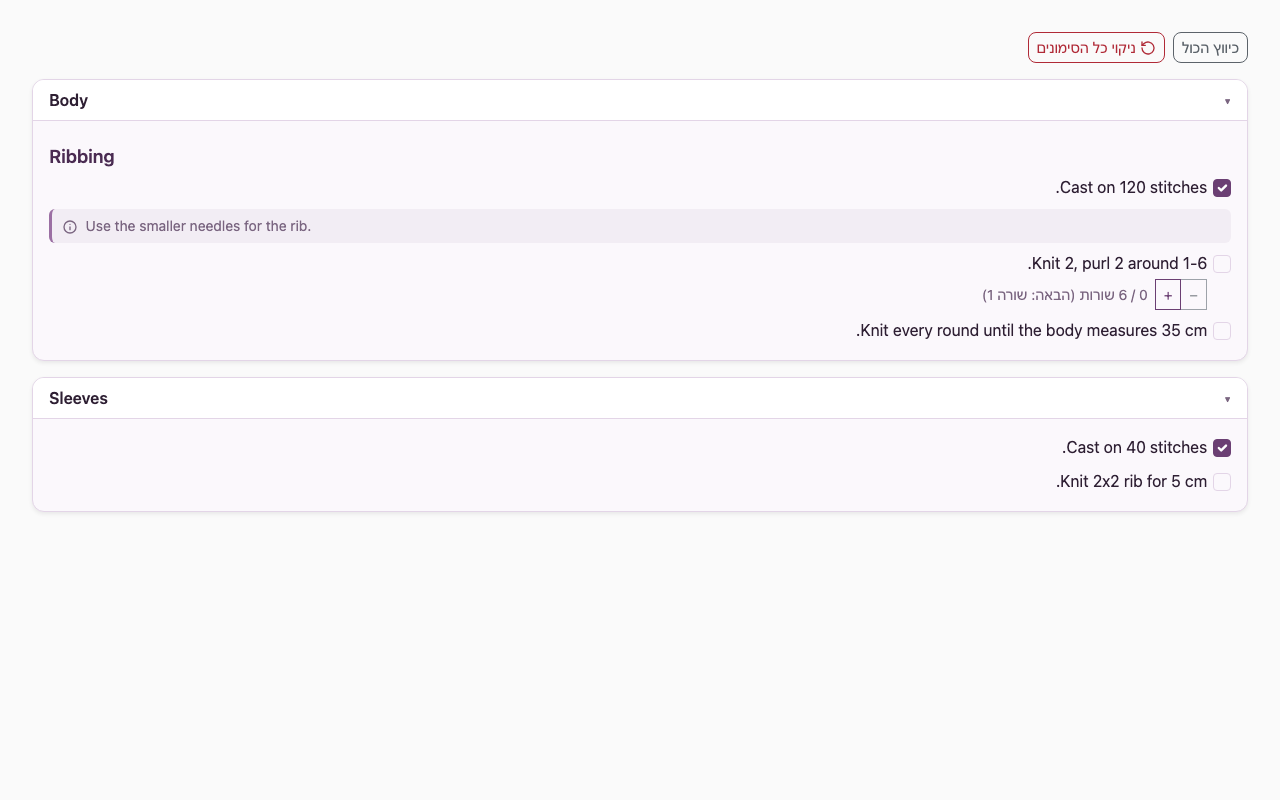 כיווץ הכול
ניקוי כל הסימונים
Body
Ribbing
Cast on 120 stitches.
Use the smaller needles for the rib.
Knit 2, purl 2 around 1-6.
− + 0 / 6 שורות (הבאה: שורה 1)
Knit every round until the body measures 35 cm.
Sleeves
Cast on 40 stitches.
Knit 2x2 rib for 5 cm.